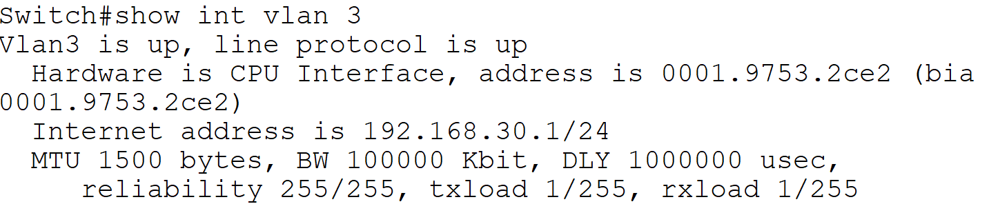 Switch#show int vlan 3
Vlan3 is up, line protocol is up
  Hardware is CPU Interface, address is 0001.9753.2ce2 (bia
0001.9753.2ce2)
  Internet address is 192.168.30.1/24
  MTU 1500 bytes, BW 100000 Kbit, DLY 1000000 usec,
     reliability 255/255, txload 1/255, rxload 1/255